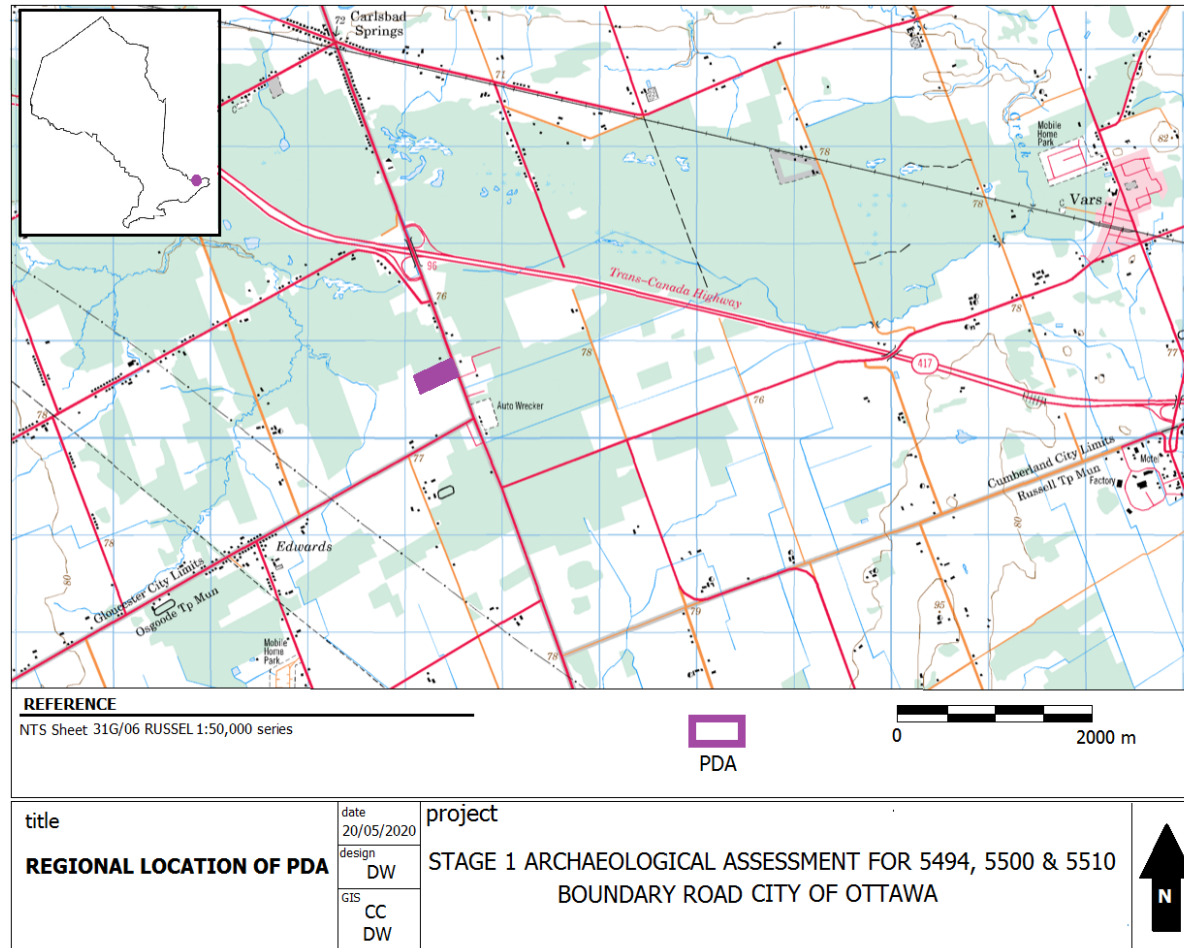 72 Carlsbad
Springs
71
78
82
Mobile
Home
Park
Creek
Vars
78
96
76
Trans-Canada Highway
78
78
417
77
76
78
Auto Wrecker
77
Cumberland City Limits
Russell Tp Mun
Motel
Factory
78
Edwards
80
80
Gloucester City Limits
Osgoode Tp Mun
79
95
Mobile
Home
Park
78
REFERENCE
NTS Sheet 31G/06 RUSSEL 1:50,000 series
PDA
0 2000 m
title
REGIONAL LOCATION OF PDA
date
20/05/2020
design
DW
GIS
CC
DW
project
STAGE 1 ARCHAEOLOGICAL ASSESSMENT FOR 5494, 5500 & 5510
BOUNDARY ROAD CITY OF OTTAWA
N